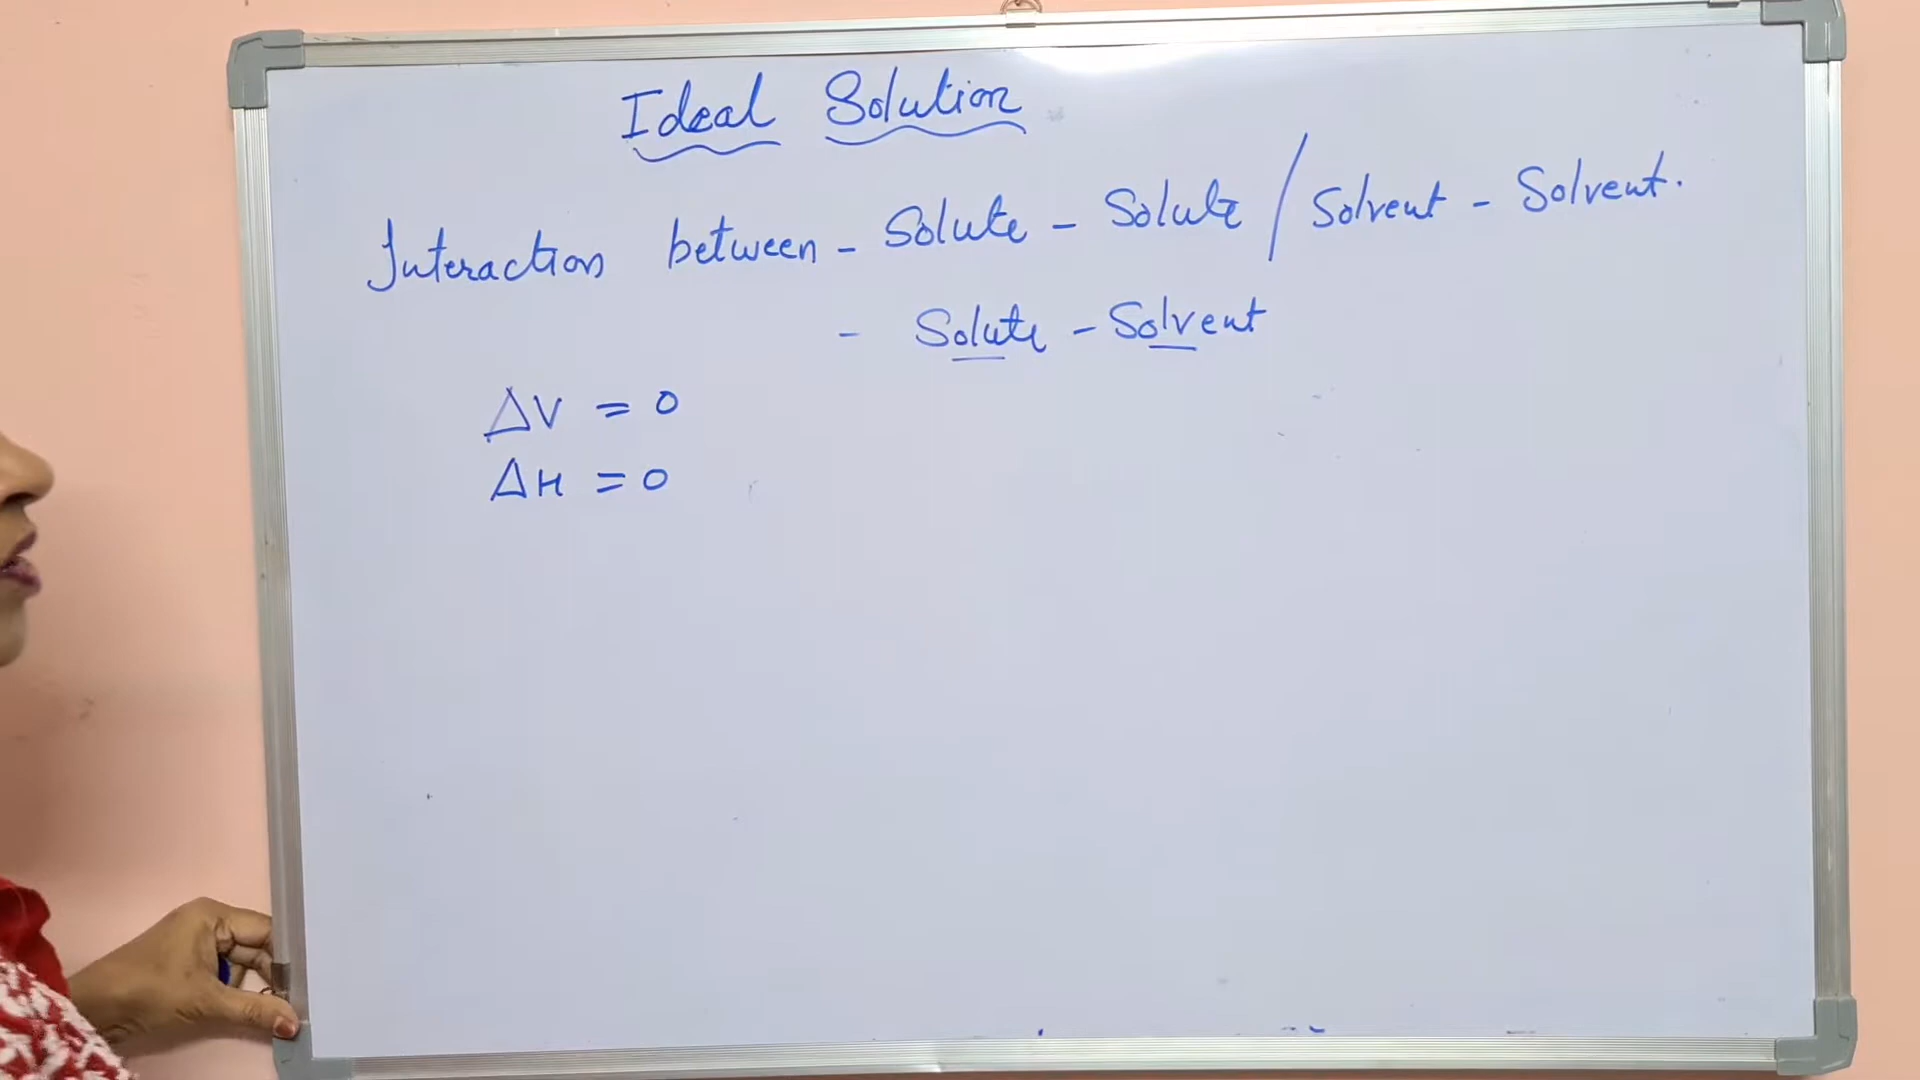 Ideal Solution
Interaction between - Solute - Solute / Solvent - Solvent.
- Solute - Solvent
ΔV = 0
ΔH = 0